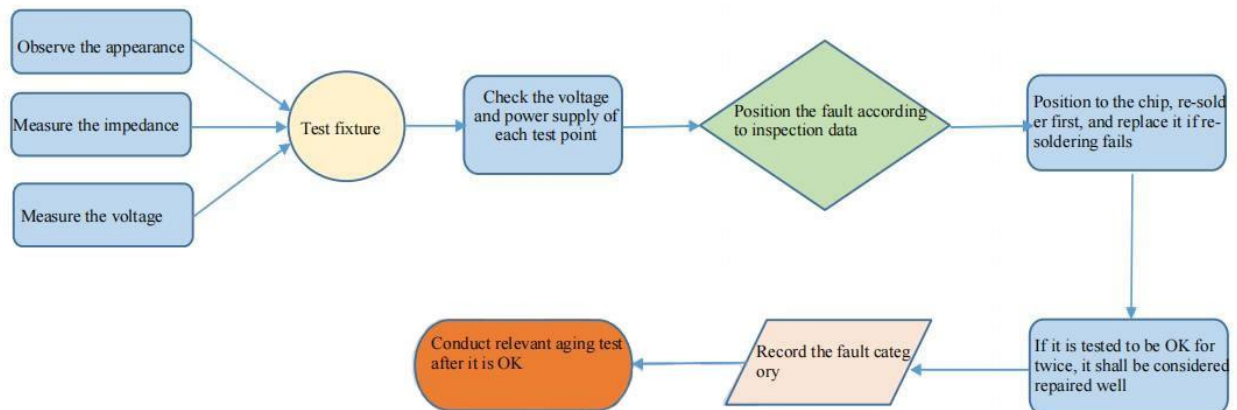 Observe the appearance
Measure the impedance
Measure the voltage
Test fixture
Check the voltage
and power supply of
each test point
Position the fault according
to inspection data
Position to the chip, re-sold
er first, and replace it if re-
soldering fails
If it is tested to be OK for
twice, it shall be considered
repaired well
Record the fault categ
ory
Conduct relevant aging test
after it is OK